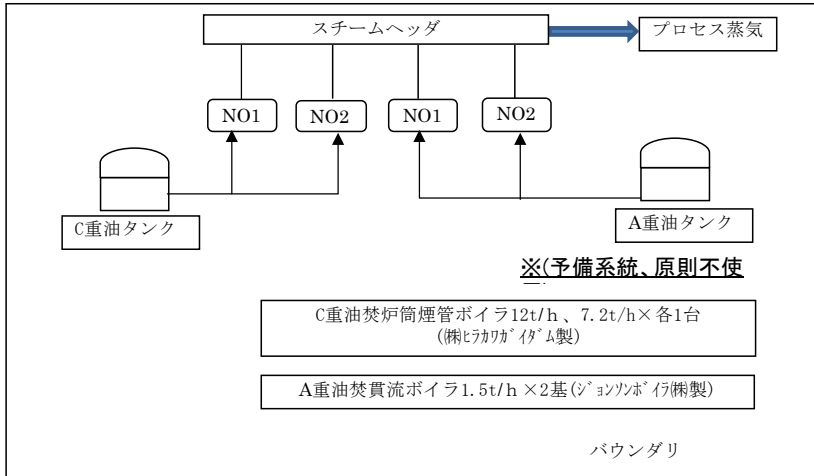 スチームヘッダ
プロセス蒸気
NO1
NO2
NO1
NO2
C重油タンク
A重油タンク
※(予備系統、原則不使
C重油焚炉筒煙管ボイラ12t/h 、7.2t/h×各1台
(㈱ﾋﾗｶﾜｶﾞｲﾀﾞﾑ製)
A重油焚貫流ボイラ1.5t/h ×2基(ｼﾞｮﾝｿﾝﾎﾞｲﾗ㈱製)
バウンダリ